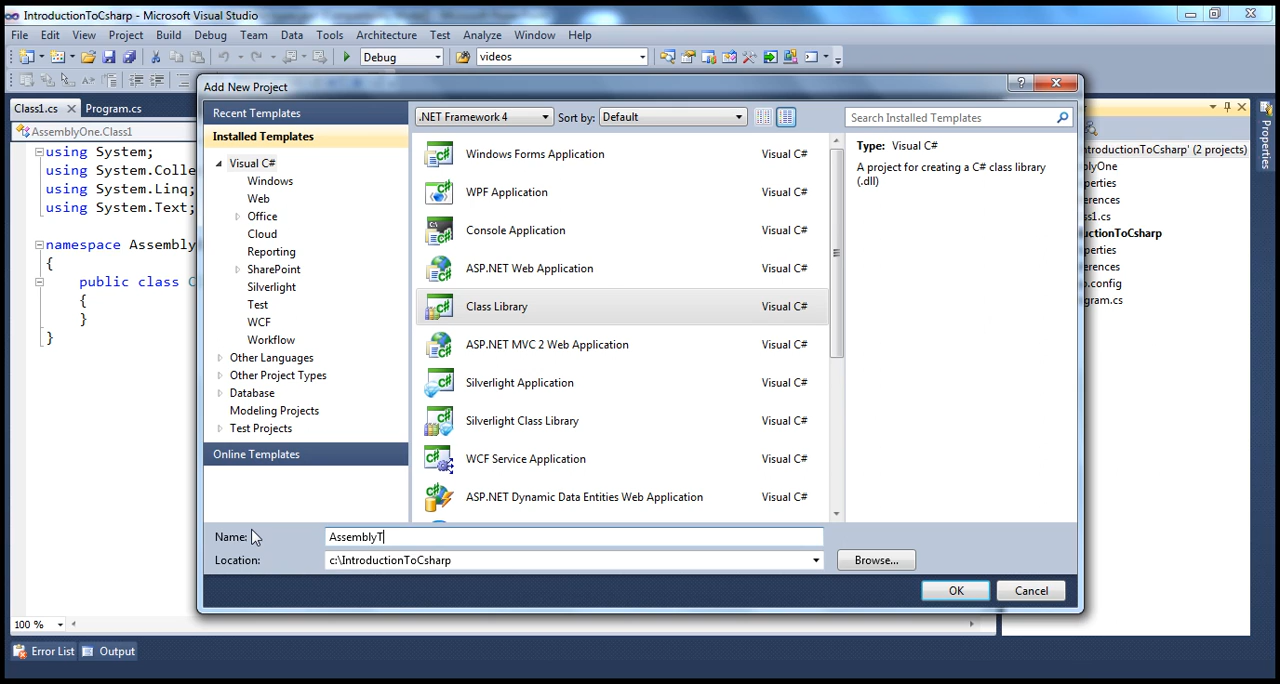 IntroductionToCsharp - Microsoft Visual Studio
File Edit View Project Build Debug Team Data Tools Architecture Test Analyze Window Help
Debug videos
Add New Project
Class1.cs Program.cs
AssemblyOne.Class1
using System;
using System.Colle
using System.Linq;
using System.Text;
namespace Assembly
{
public class C
{
}
}
100 %
Error List Output
Recent Templates
Installed Templates
Visual C#
Windows
Web
Office
Cloud
Reporting
SharePoint
Silverlight
Test
WCF
Workflow
Other Languages
Other Project Types
Database
Modeling Projects
Test Projects
Online Templates
.NET Framework 4 Sort by: Default Search Installed Templates
Windows Forms Application Visual C#
WPF Application Visual C#
Console Application Visual C#
ASP.NET Web Application Visual C#
Class Library Visual C#
ASP.NET MVC 2 Web Application Visual C#
Silverlight Application Visual C#
Silverlight Class Library Visual C#
WCF Service Application Visual C#
ASP.NET Dynamic Data Entities Web Application Visual C#
Type: Visual C#
A project for creating a C# class library
(.dll)
Name: AssemblyT
Location: c:\IntroductionToCsharp Browse...
OK Cancel
ntroductionToCsharp' (2 projects)
blyOne
perties
erences
ss1.cs
uctionToCsharp
perties
erences
p.config
gram.cs
Properties